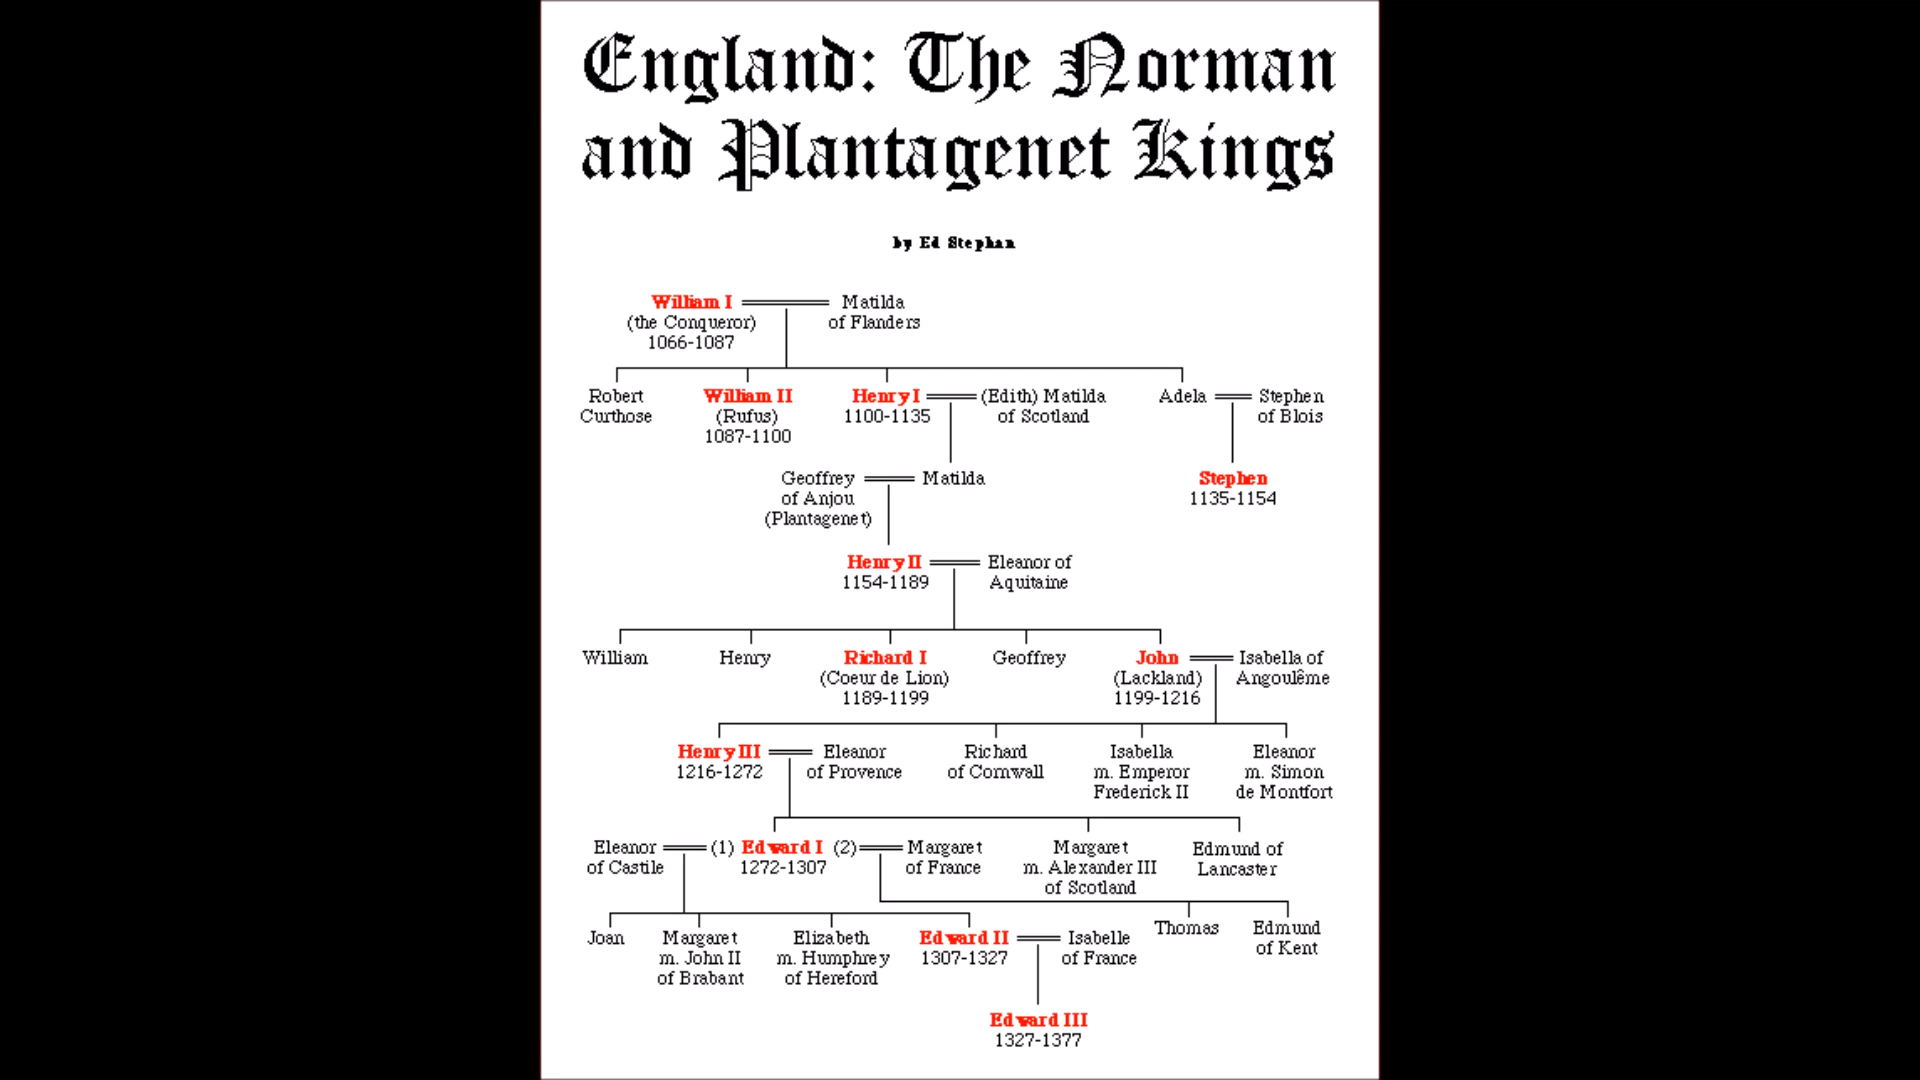 England: The Norman
and Plantagenet Kings
by Ed Stephan
William I
(the Conqueror)
1066-1087
Matilda
of Flanders
Robert
Curthose
William II
(Rufus)
1087-1100
Henry I
1100-1135
(Edith) Matilda
of Scotland
Adela
Stephen
of Blois
Geoffrey
of Anjou
(Plantagenet)
Matilda
Stephen
1135-1154
Henry II
1154-1189
Eleanor of
Aquitaine
William
Henry
Richard I
(Coeur de Lion)
1189-1199
Geoffrey
John
(Lackland)
1199-1216
Isabella of
Angoulême
Henry III
1216-1272
Eleanor
of Provence
Richard
of Cornwall
Isabella
m. Emperor
Frederick II
Eleanor
m. Simon
de Montfort
Eleanor
of Castile
(1) Edward I (2)
1272-1307
Margaret
of France
Margaret
m. Alexander III
of Scotland
Edmund of
Lancaster
Joan
Margaret
m. John II
of Brabant
Elizabeth
m. Humphrey
of Hereford
Edward II
1307-1327
Isabelle
of France
Thomas
Edmund
of Kent
Edward III
1327-1377